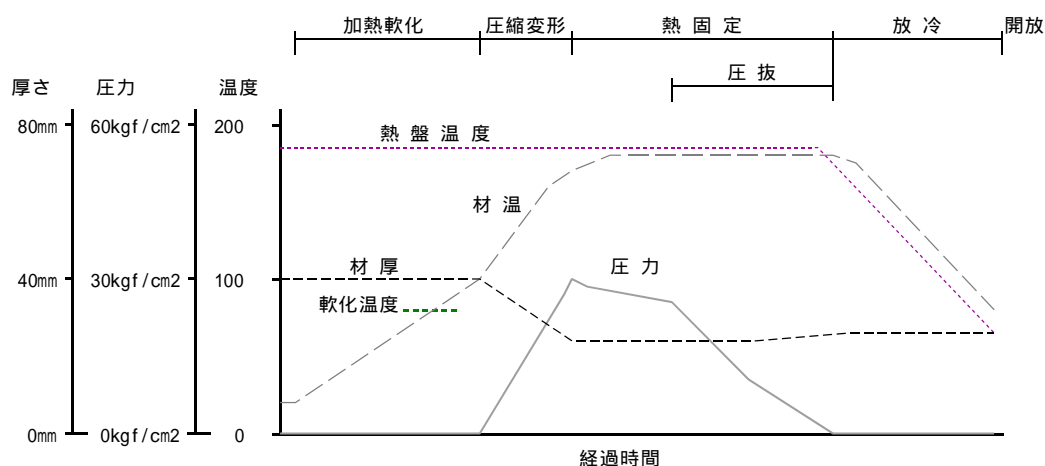 加熱軟化 圧縮変形 熱 固 定 放 冷 開放
圧 抜
厚さ 圧力 温度
80mm 60kgf/cm2 200
熱 盤 温 度
材 温
材 厚 圧 力
40mm 30kgf/cm2 100
軟化温度
0mm 0kgf/cm2 0
経過時間